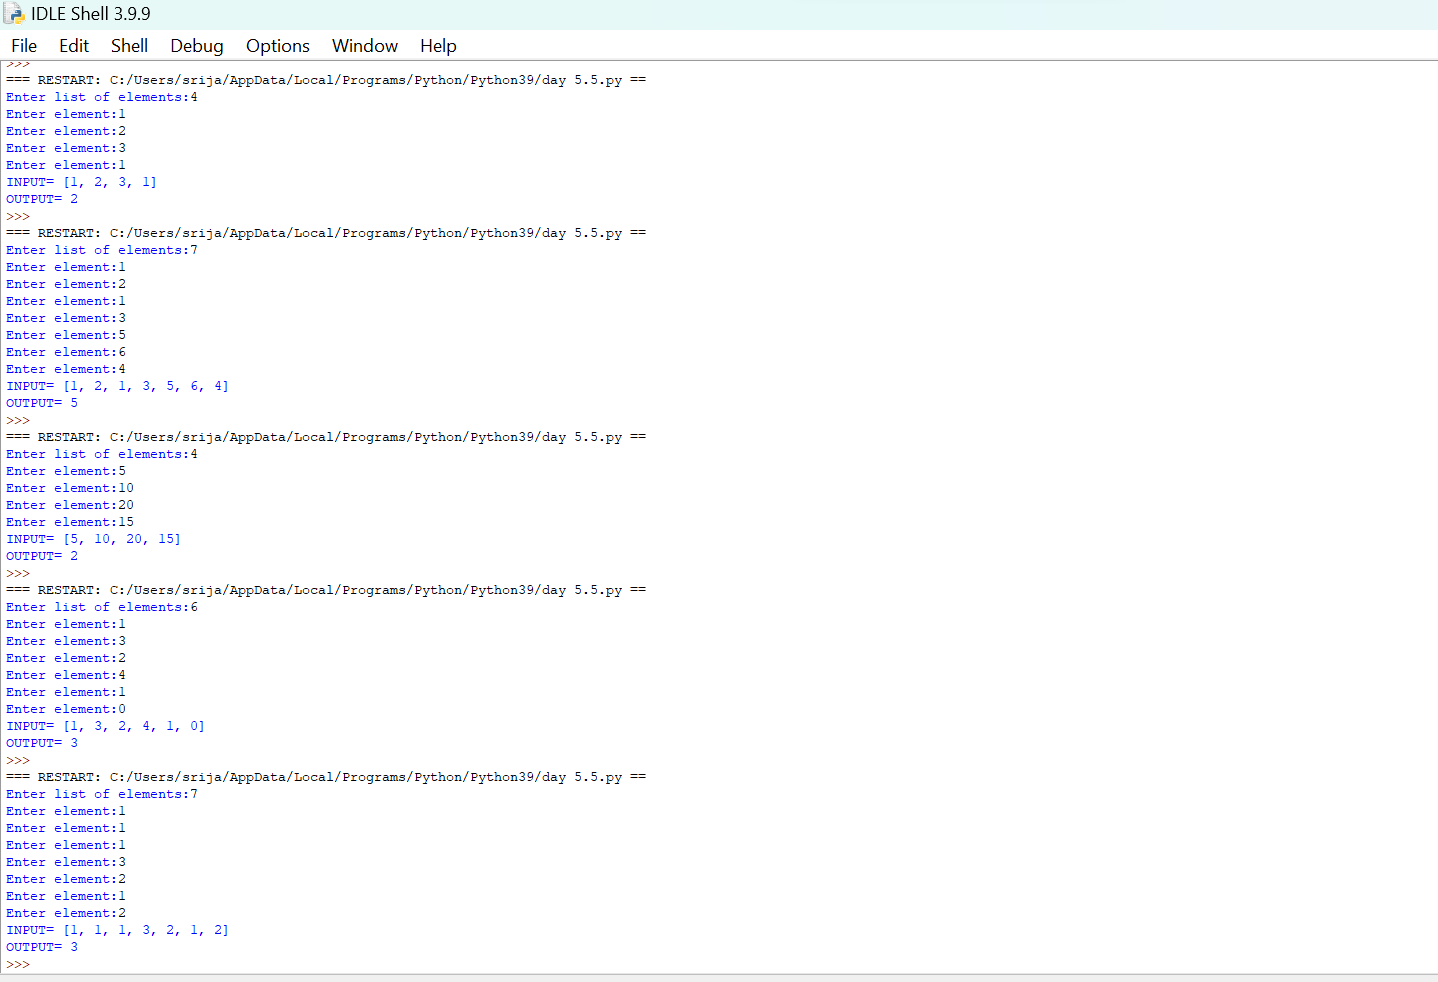 IDLE Shell 3.9.9
File Edit Shell Debug Options Window Help
>>>
=== RESTART: C:/Users/srija/AppData/Local/Programs/Python/Python39/day 5.5.py ==
Enter list of elements:4
Enter element:1
Enter element:2
Enter element:3
Enter element:1
INPUT= [1, 2, 3, 1]
OUTPUT= 2
>>>
=== RESTART: C:/Users/srija/AppData/Local/Programs/Python/Python39/day 5.5.py ==
Enter list of elements:7
Enter element:1
Enter element:2
Enter element:1
Enter element:3
Enter element:5
Enter element:6
Enter element:4
INPUT= [1, 2, 1, 3, 5, 6, 4]
OUTPUT= 5
>>>
=== RESTART: C:/Users/srija/AppData/Local/Programs/Python/Python39/day 5.5.py ==
Enter list of elements:4
Enter element:5
Enter element:10
Enter element:20
Enter element:15
INPUT= [5, 10, 20, 15]
OUTPUT= 2
>>>
=== RESTART: C:/Users/srija/AppData/Local/Programs/Python/Python39/day 5.5.py ==
Enter list of elements:6
Enter element:1
Enter element:3
Enter element:2
Enter element:4
Enter element:1
Enter element:0
INPUT= [1, 3, 2, 4, 1, 0]
OUTPUT= 3
>>>
=== RESTART: C:/Users/srija/AppData/Local/Programs/Python/Python39/day 5.5.py ==
Enter list of elements:7
Enter element:1
Enter element:1
Enter element:1
Enter element:3
Enter element:2
Enter element:1
Enter element:2
INPUT= [1, 1, 1, 3, 2, 1, 2]
OUTPUT= 3
>>>